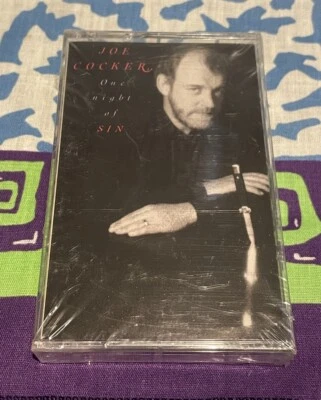 JOE
COCKER
One
night
of
SIN